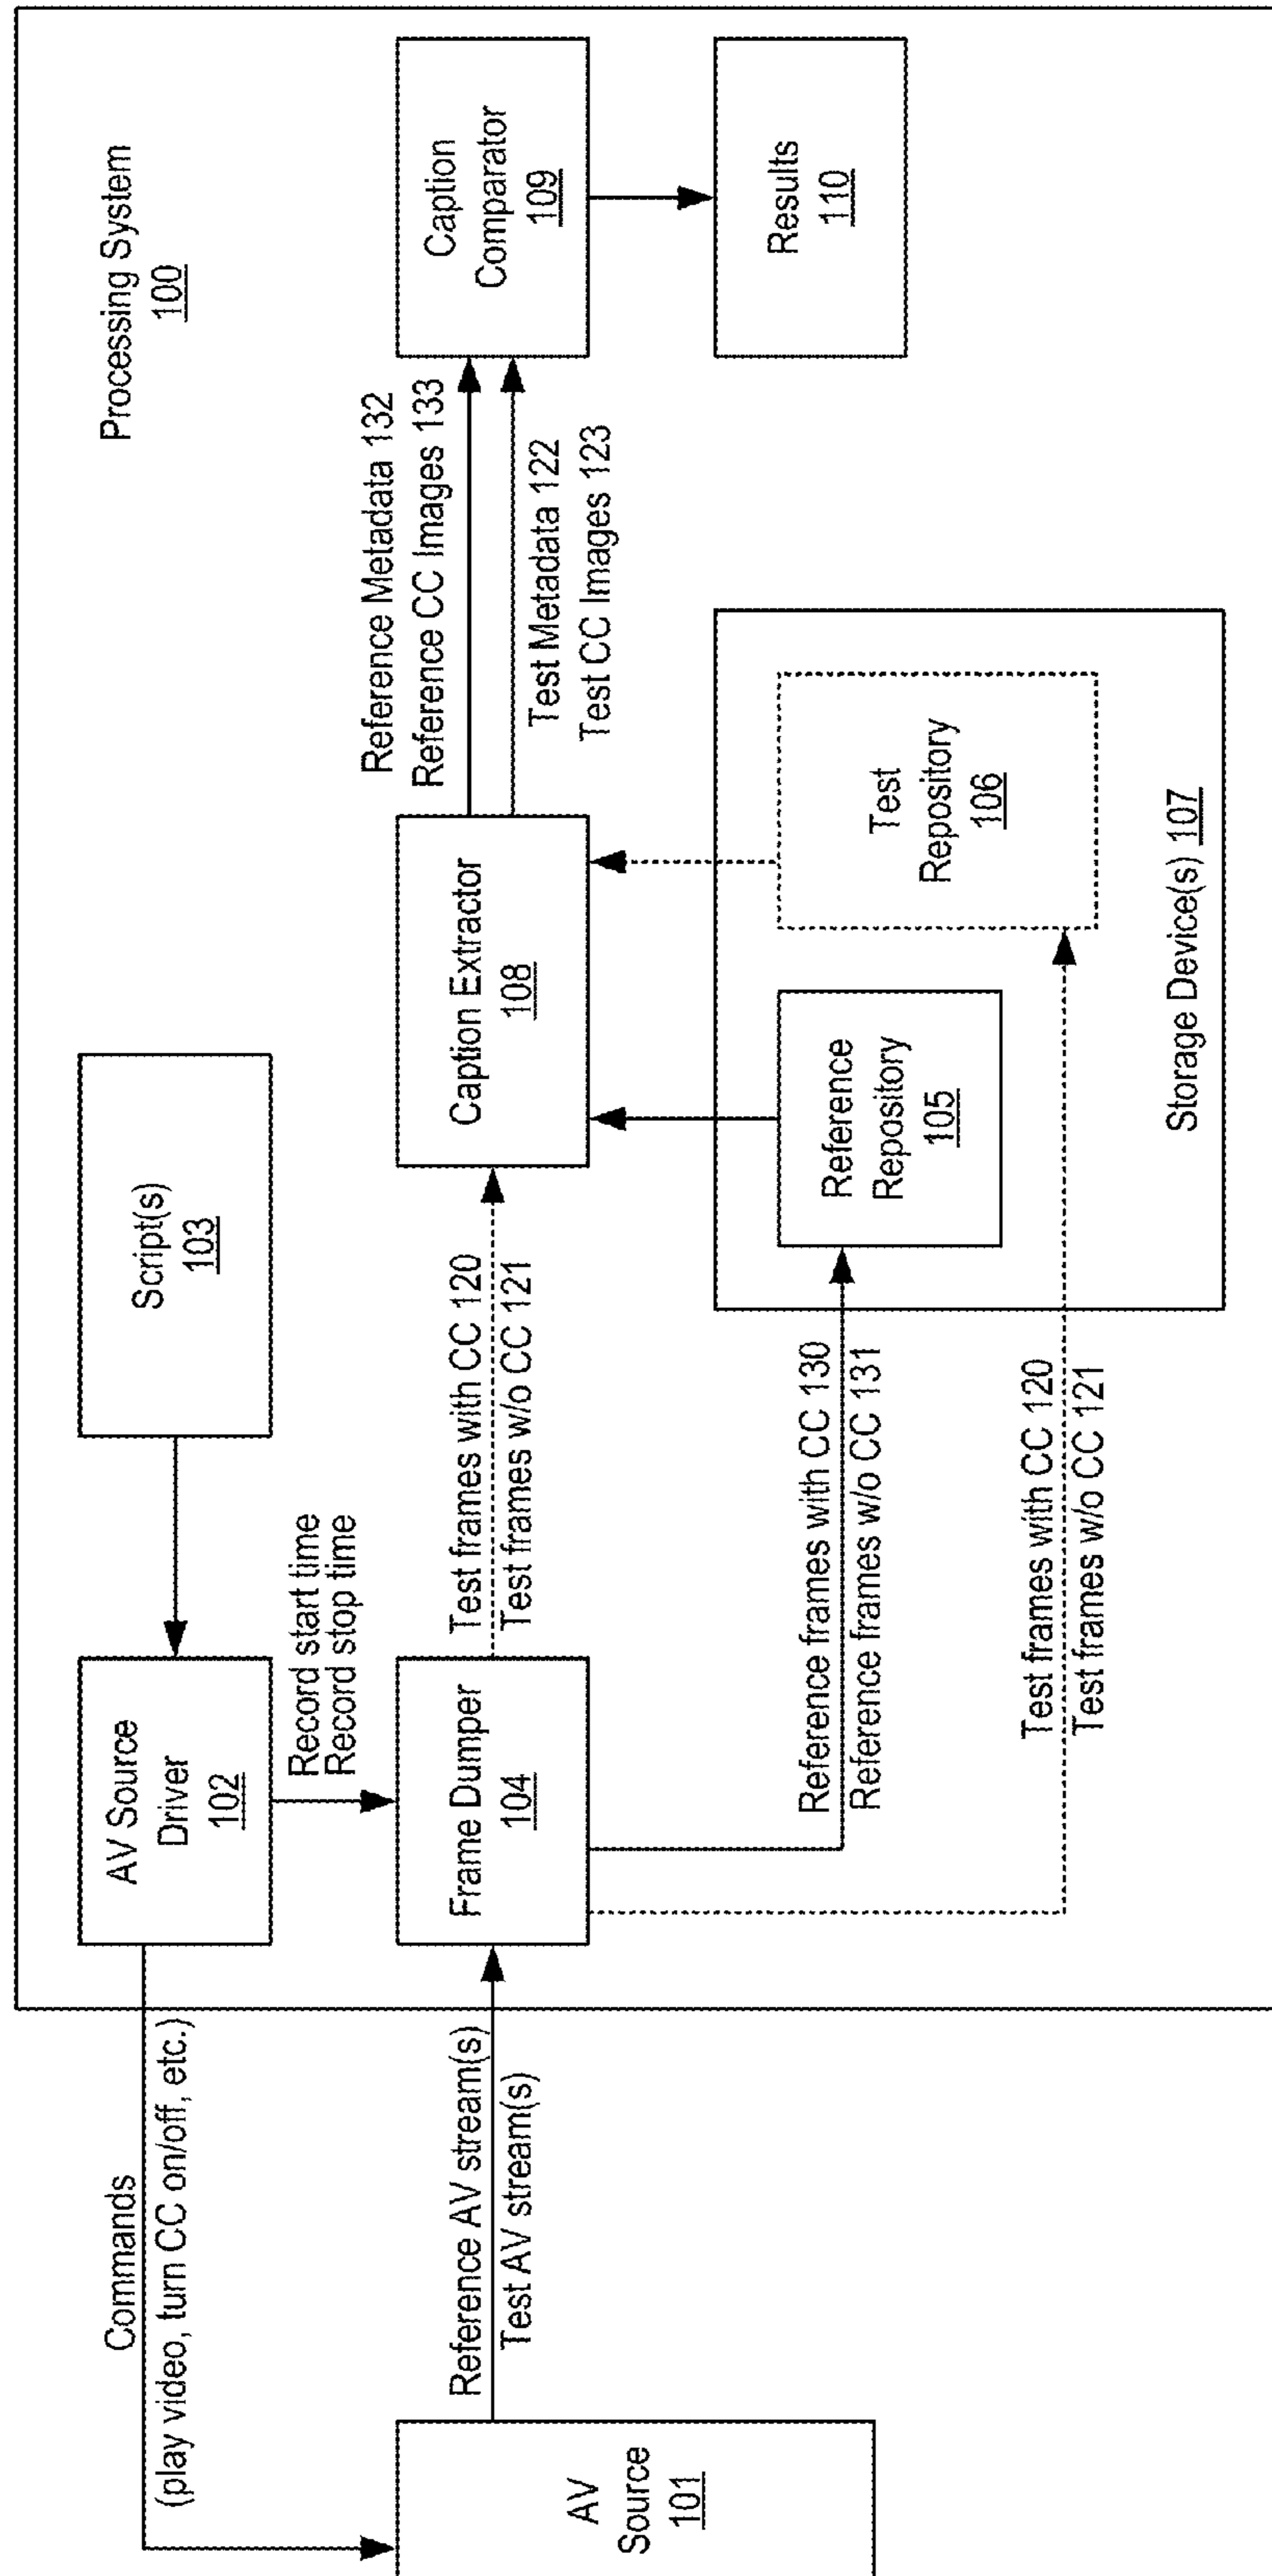 Processing System
100
Commands
(play video, turn CC on/off, etc.)
AV
Source
101
AV Source
Driver
102
Script(s)
103
Record start time
Record stop time
Reference AV stream(s)
Test AV stream(s)
Frame Dumper
104
Test frames with CC 120
Test frames w/o CC 121
Caption Extractor
108
Reference Metadata 132
Reference CC Images 133
Test Metadata 122
Test CC Images 123
Caption
Comparator
109
Results
110
Reference frames with CC 130
Reference frames w/o CC 131
Reference
Repository
105
Test
Repository
106
Test frames with CC 120
Test frames w/o CC 121
Storage Device(s) 107